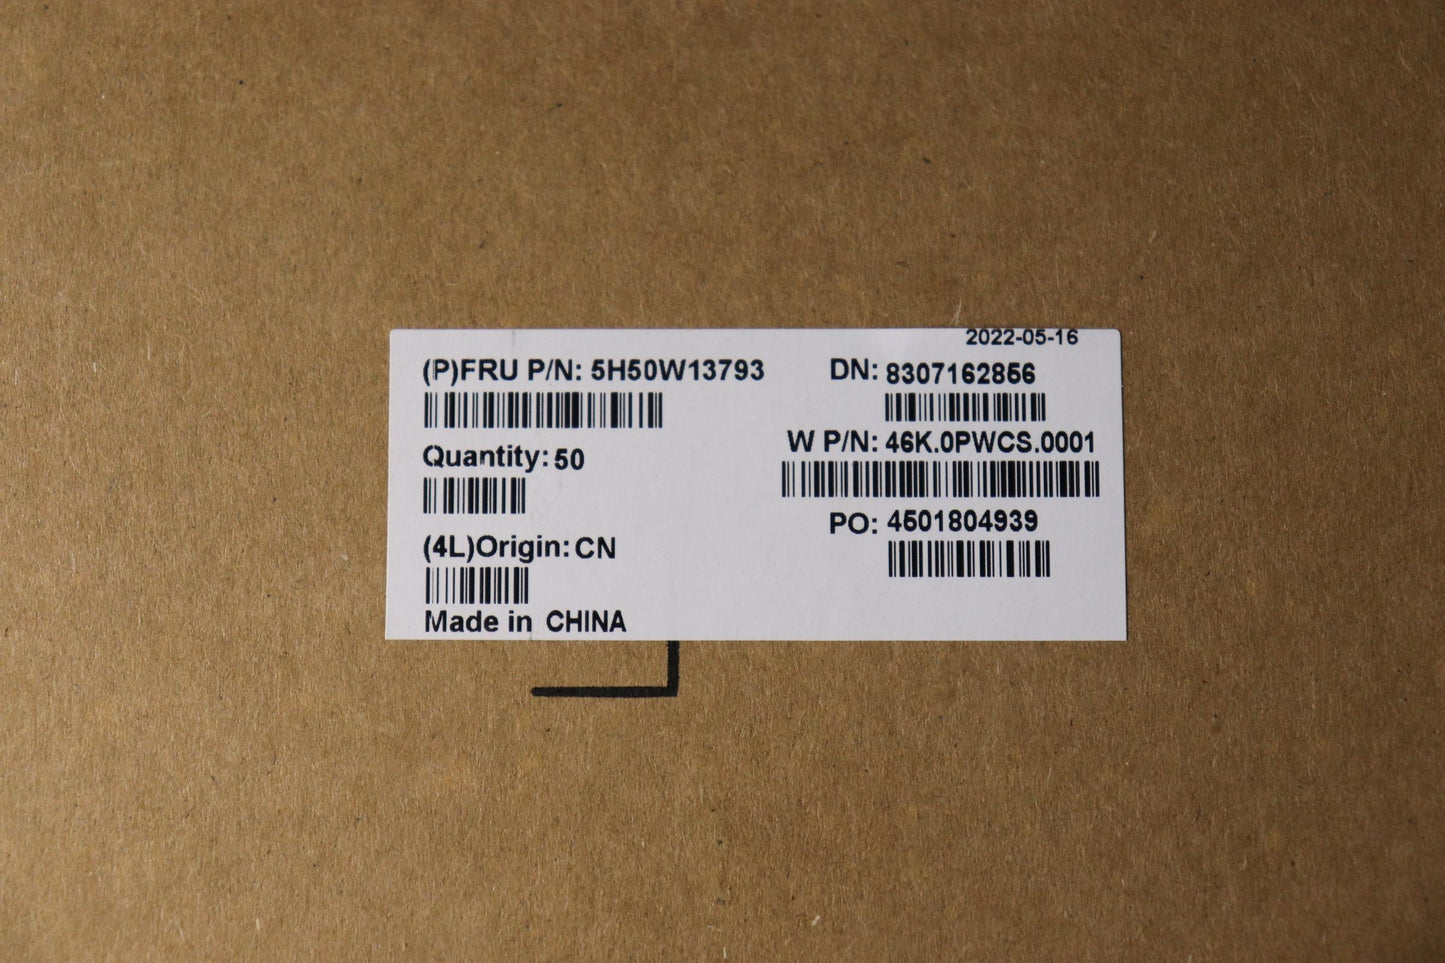 2022-05-16
(P)FRU P/N: 5H50W13793
DN: 8307162856
W P/N: 46K.0PWCS.0001
Quantity: 50
PO: 4501804939
(4L)Origin: CN
Made in CHINA